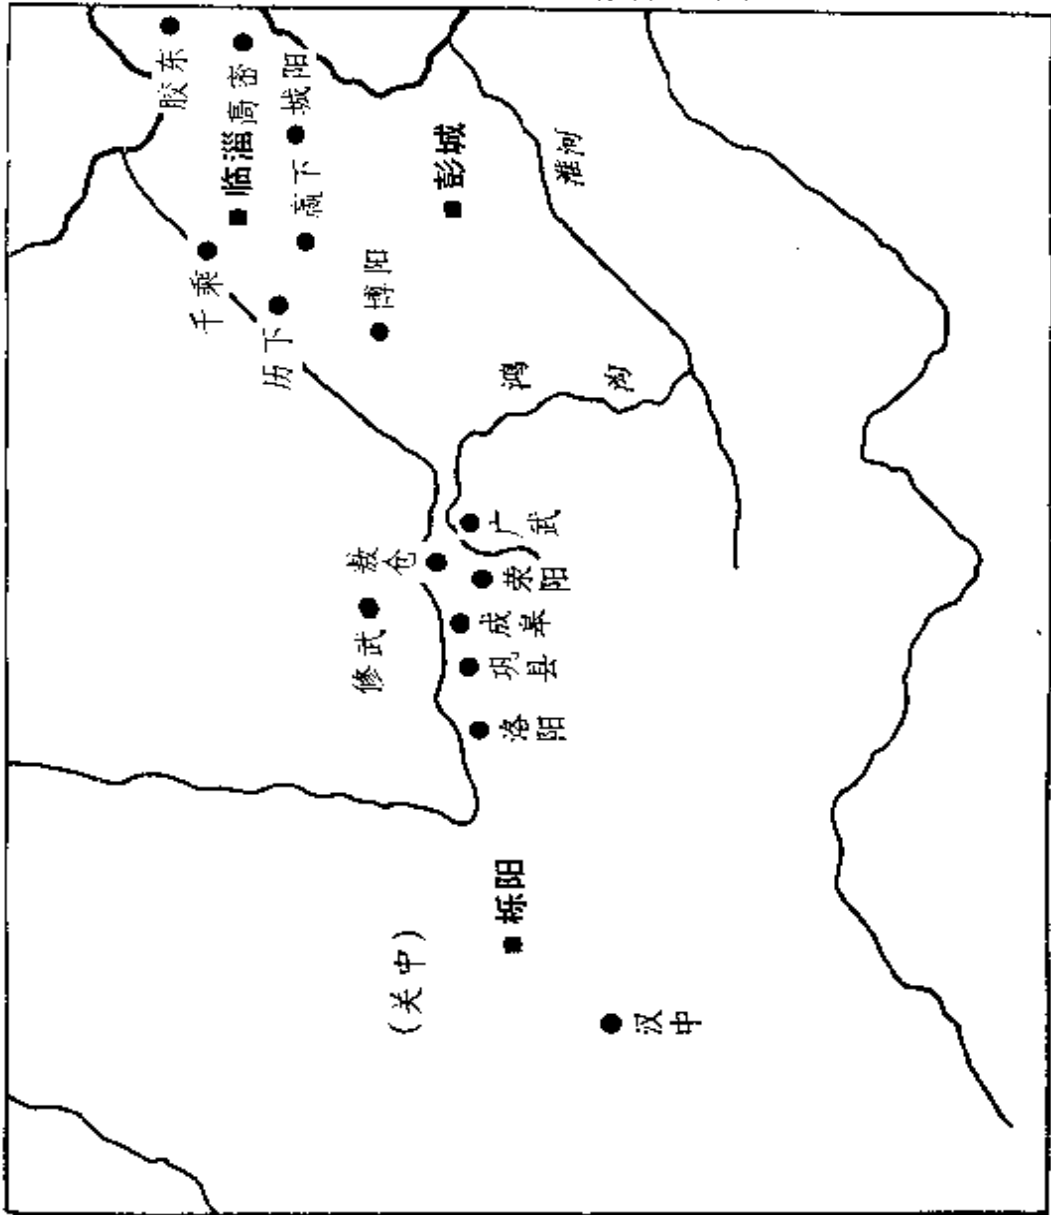 胶东
高密
城阳
临淄
千乘
历下
博阳
彭城
淮河
鸿沟
敖仓
广武
荥阳
成皋
巩县
修武
洛阳
栎阳
(关中)
汉中